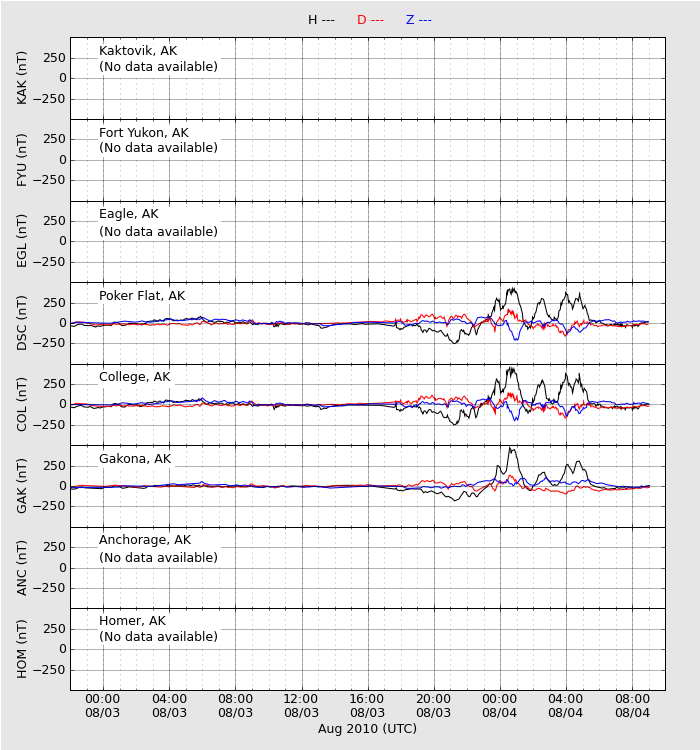 H --- D --- Z ---
KAK (nT)
250
0
−250
Kaktovik, AK
(No data available)
FYU (nT)
250
0
−250
Fort Yukon, AK
(No data available)
EGL (nT)
250
0
−250
Eagle, AK
(No data available)
DSC (nT)
250
0
−250
Poker Flat, AK
COL (nT)
250
0
−250
College, AK
GAK (nT)
250
0
−250
Gakona, AK
ANC (nT)
250
0
−250
Anchorage, AK
(No data available)
HOM (nT)
250
0
−250
Homer, AK
(No data available)
00:00 04:00 08:00 12:00 16:00 20:00 00:00 04:00 08:00
08/03 08/03 08/03 08/03 08/03 08/03 08/04 08/04 08/04
Aug 2010 (UTC)